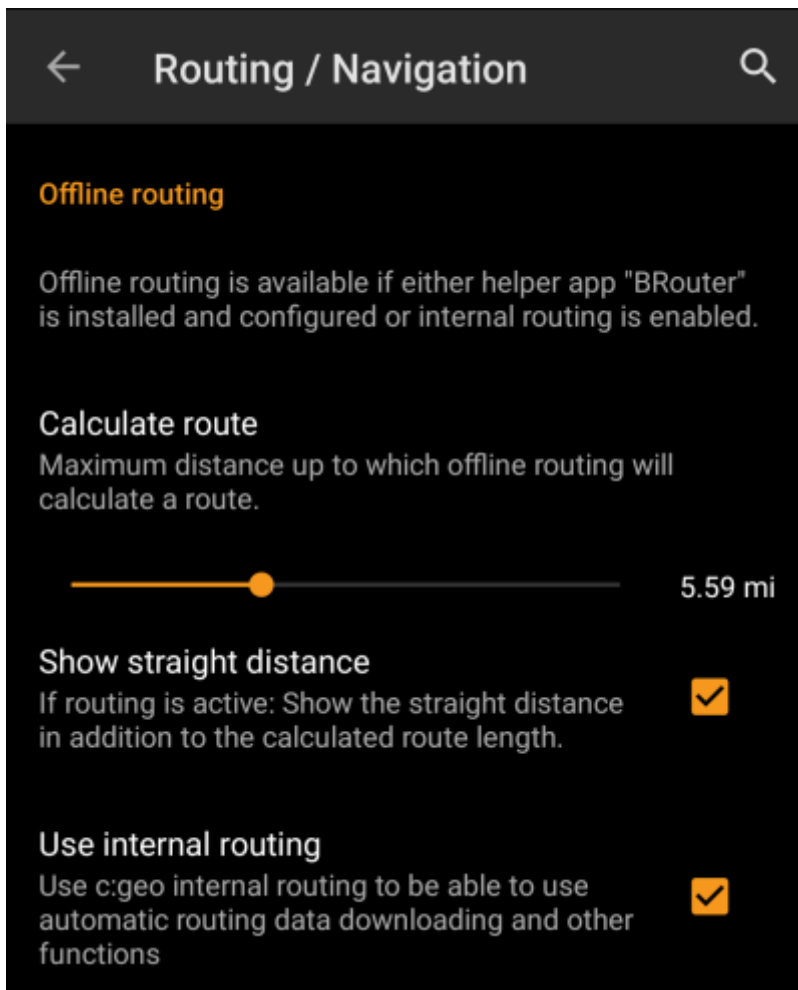 Routing / Navigation
Offline routing
Offline routing is available if either helper app "BRouter"
is installed and configured or internal routing is enabled.
Calculate route
Maximum distance up to which offline routing will
calculate a route.
5.59 mi
Show straight distance
If routing is active: Show the straight distance
in addition to the calculated route length.
Use internal routing
Use c:geo internal routing to be able to use
automatic routing data downloading and other
functions